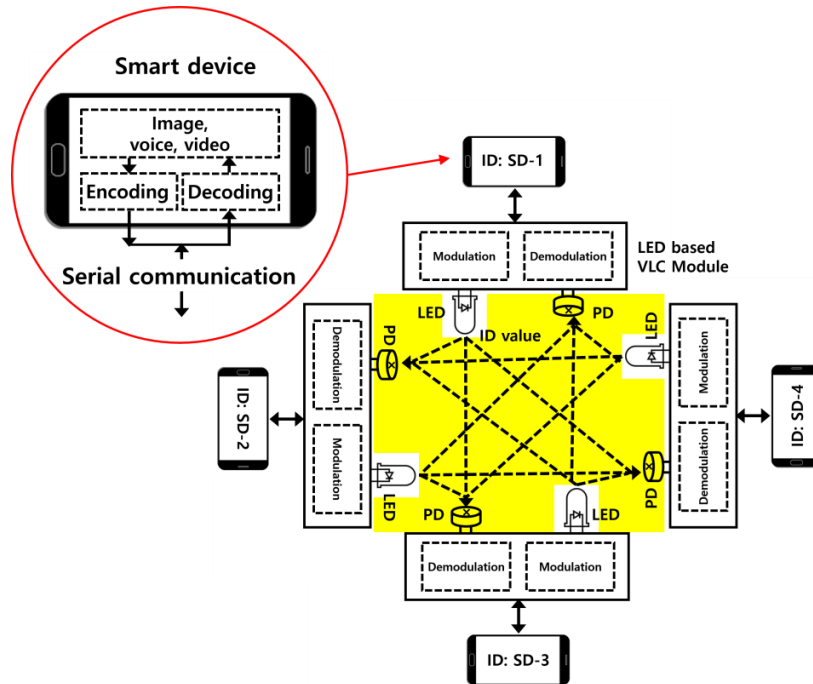 Smart device
Image,
voice, video
Encoding
Decoding
Serial communication
ID: SD-1
Modulation
Demodulation
LED based
VLC Module
LED
PD
ID value
PD
LED
Demodulation
Modulation
ID: SD-2
LED
Modulation
Demodulation
ID: SD-4
PD
PD
LED
Demodulation
Modulation
ID: SD-3